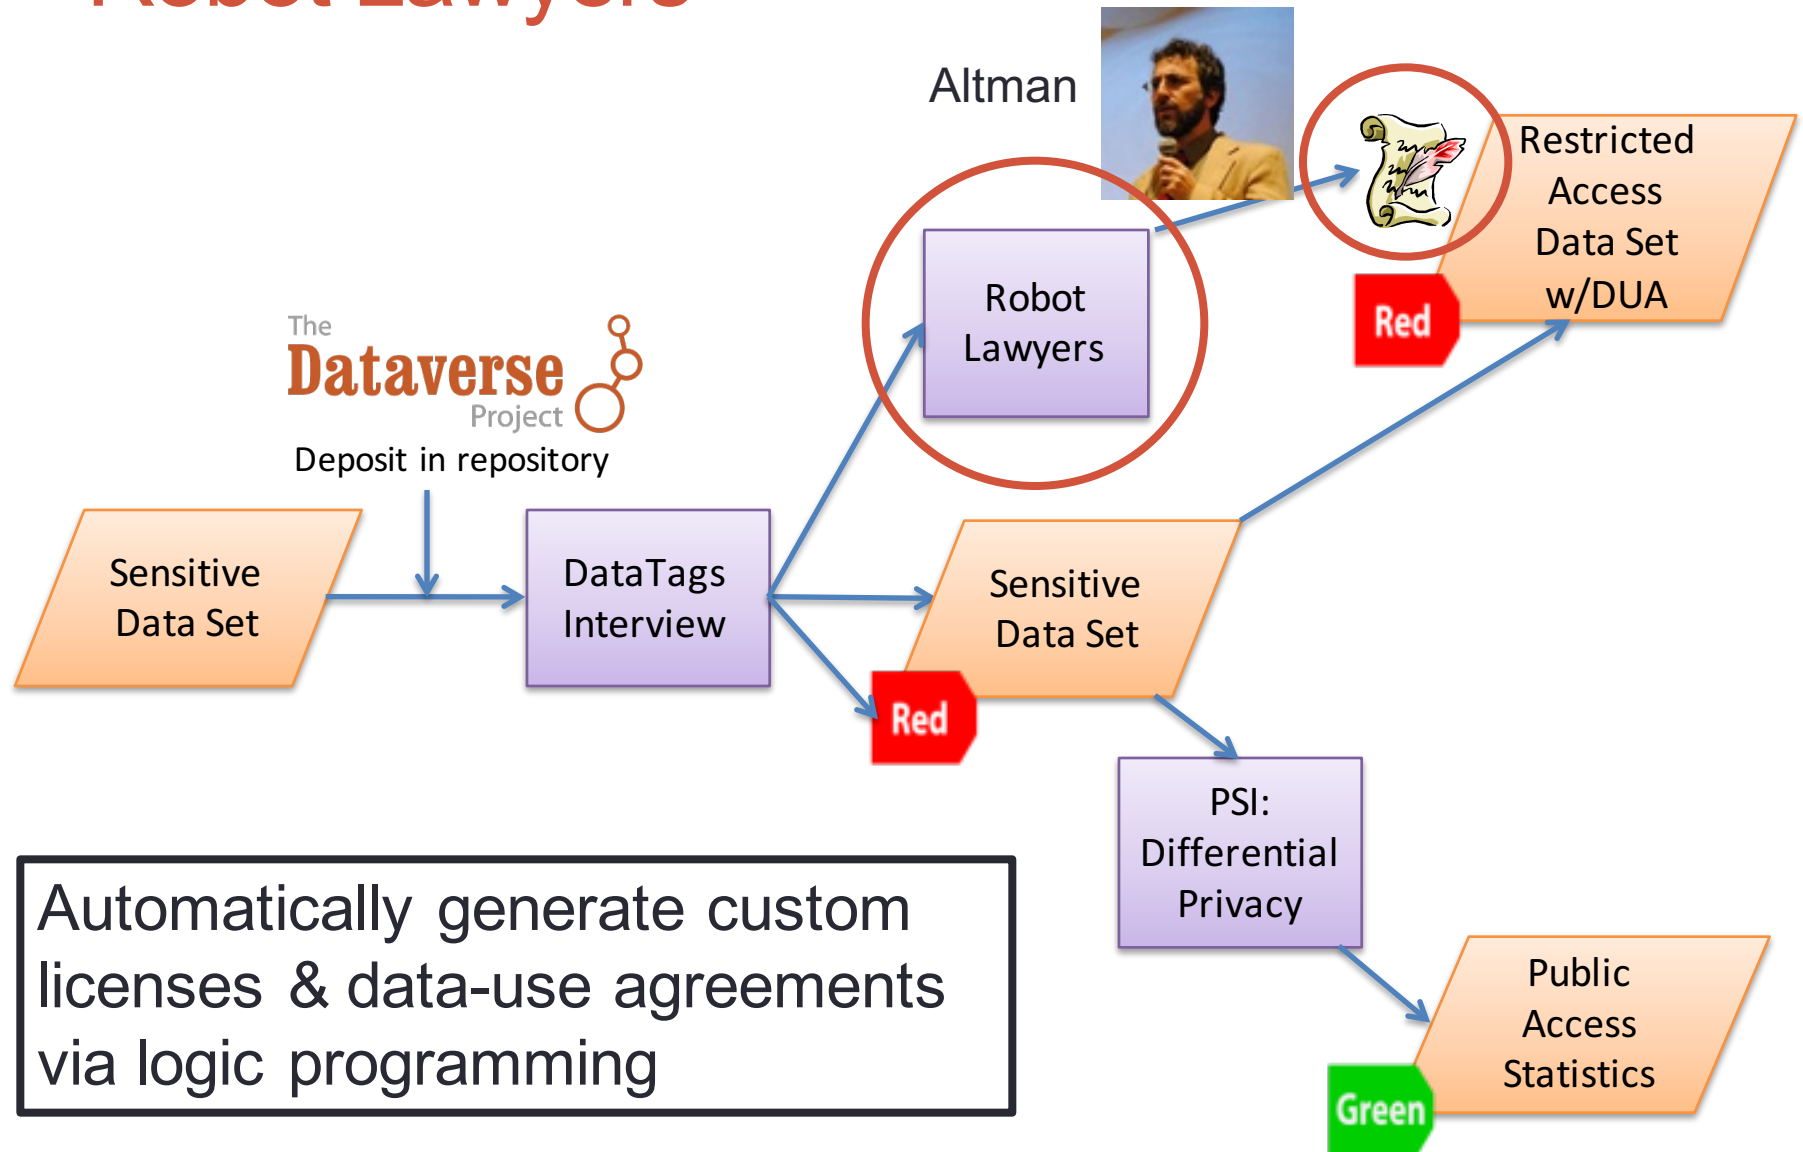 Robot Lawyers
Altman
Restricted
Access
Data Set
w/DUA
Red
Robot
Lawyers
The
Dataverse
Project
Deposit in repository
Sensitive
Data Set
DataTags
Interview
Sensitive
Data Set
Red
PSI:
Differential
Privacy
Automatically generate custom
licenses & data-use agreements
via logic programming
Public
Access
Statistics
Green